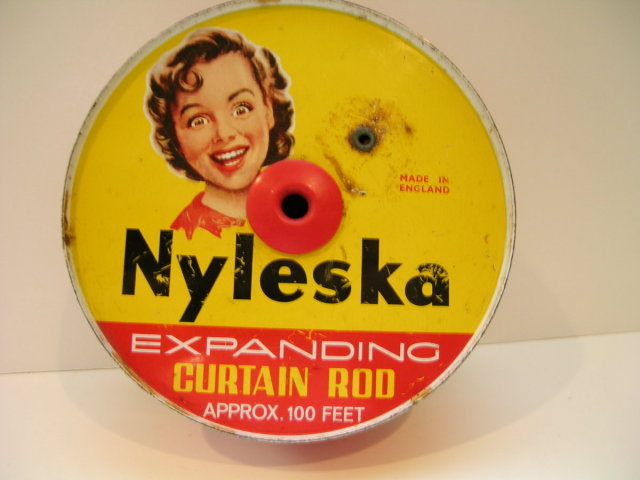 MADE IN
ENGLAND
Nyleska
EXPANDING
CURTAIN ROD
APPROX. 100 FEET